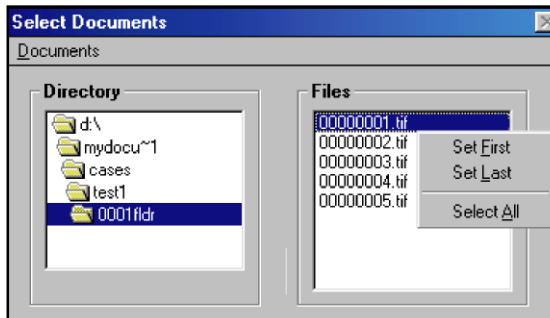 Select Documents
Documents
Directory
d:\
mydocu~1
cases
test1
0001fldr
Files
00000001.tif
00000002.tif
00000003.tif
00000004.tif
00000005.tif
Set First
Set Last
Select All